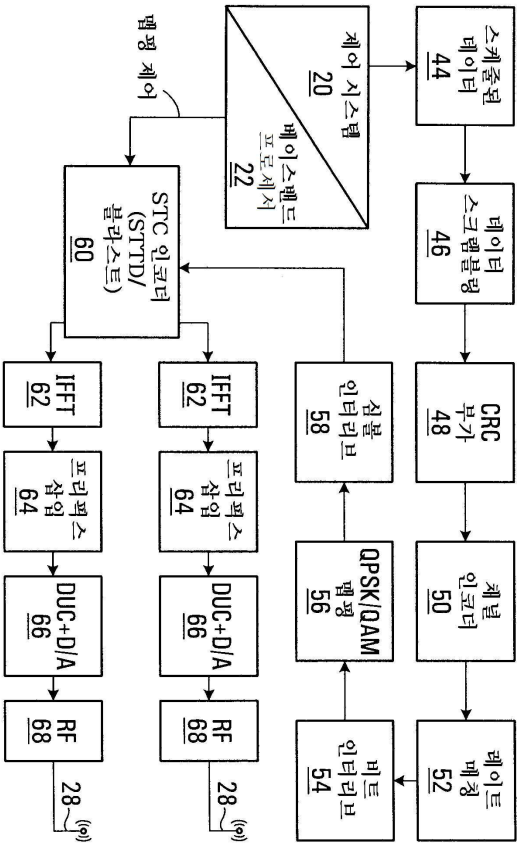 스케줄된
데이터
44
데이터
스크램블링
46
CRC
부가
48
채널
인코더
50
레이트
매칭
52
제어 시스템
20
베이스밴드
프로세서
22
맵핑 제어
심볼
인터리브
58
QPSK/QAM
맵핑
56
비트
인터리브
54
STC 인코더
(STTD/
블라스트)
60
IFFT
62
프리픽스
삽입
64
DUC+D/A
66
RF
68
28
IFFT
62
프리픽스
삽입
64
DUC+D/A
66
RF
68
28